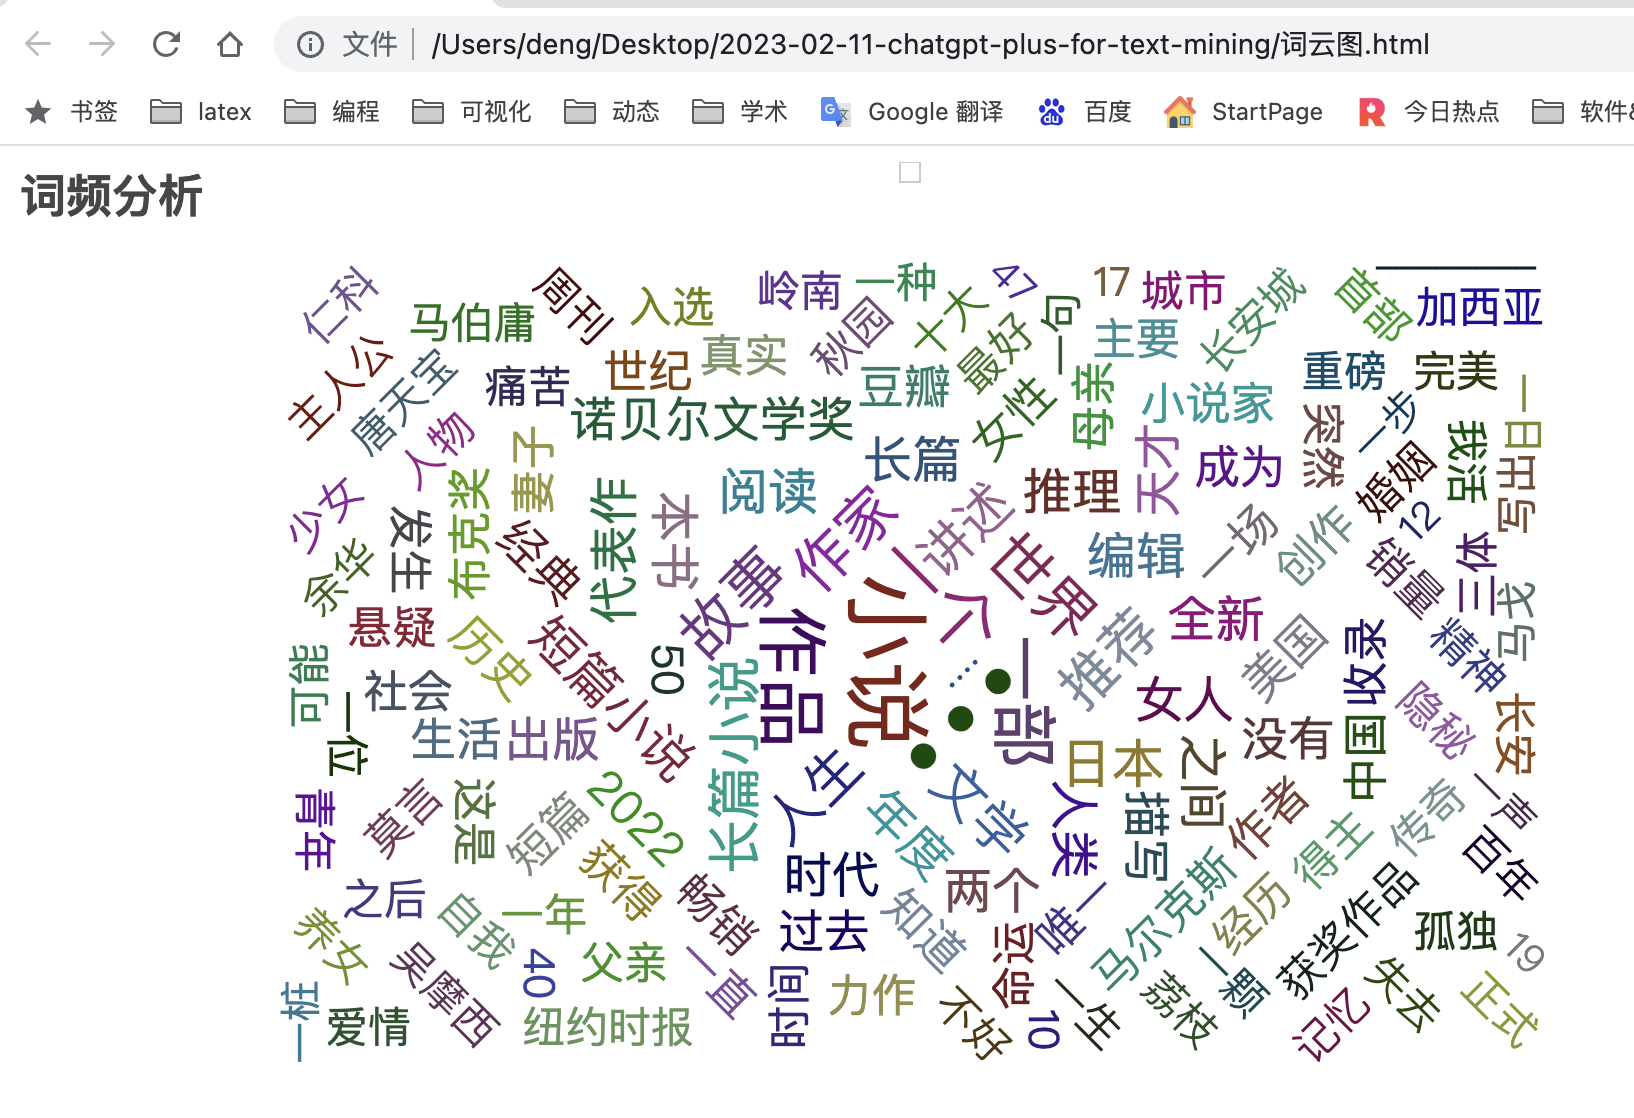 文件 | /Users/deng/Desktop/2023-02-11-chatgpt-plus-for-text-mining/词云图.html
书签 latex 编程 可视化 动态 学术 Google 翻译 百度 StartPage 今日热点 软件&
词频分析
仁科
马伯庸
周刊
入选
岭南
一种
47
17
城市
长安城
首部
加西亚
主人公
唐天宝
痛苦
世纪
真实
秋园
十大
最好
一句
主要
重磅
完美
一日
人物
妻子
诺贝尔文学奖
豆瓣
女性
母亲
小说家
突然
一步
我活
写出
少女
发生
布克奖
经典
代表作
本书
阅读
长篇
作家
讲述
推理
天才
成为
婚姻
12
余华
故事
一个
世界
编辑
一场
创作
销量
三体
马戈
悬疑
历史
短篇小说
50
作品
小说
……
●●●
一部
推荐
全新
美国
收录
精神
可能
社会
一位
生活
出版
长篇小说
女人
没有
中国
隐秘
长安
日本
之间
青年
莫言
这是
短篇
2022
人生
年度
文学
人类
描写
作者
得主
传奇
一声
百年
获得
时代
两个
马尔克斯
经历
获奖作品
孤独
19
之后
自我
一年
畅销
过去
知道
唯一
养女
吴摩西
40
父亲
一直
时间
力作
命运
一颗
失去
正式
一桩
爱情
纽约时报
不好
10
一生
荔枝
记忆